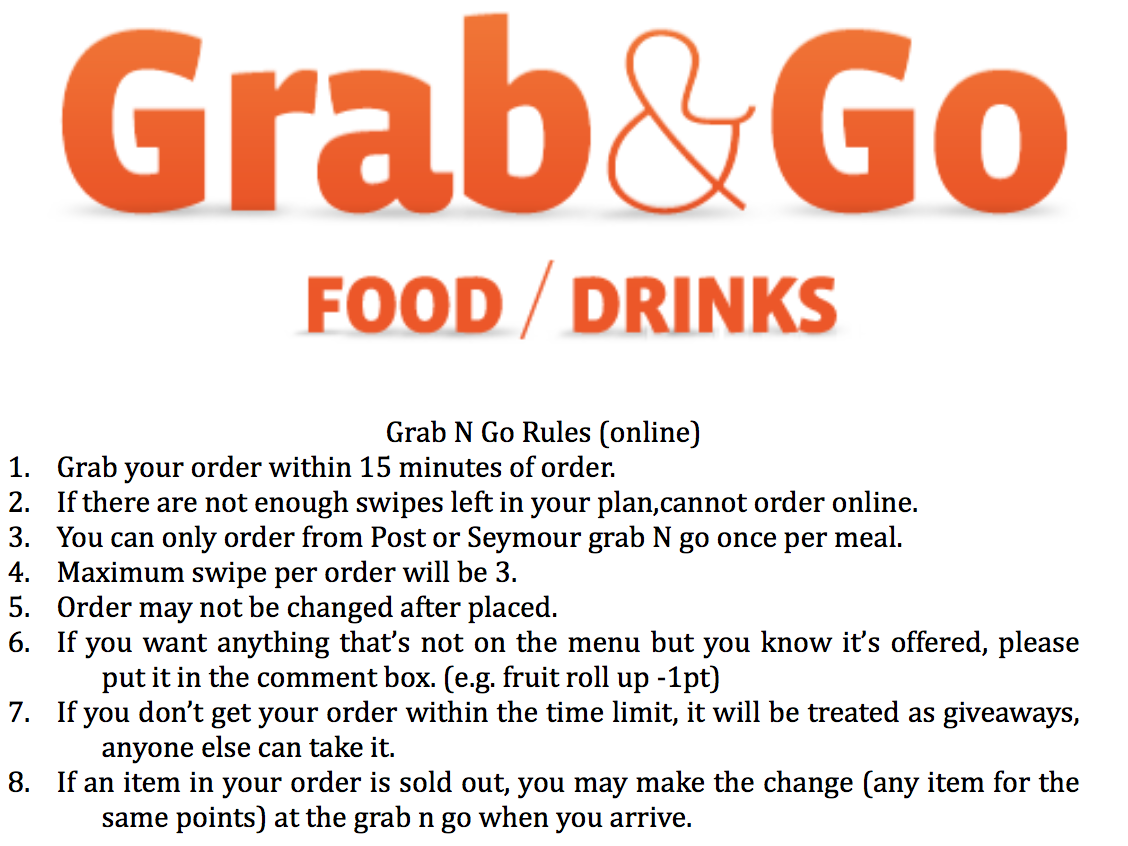 Grab&Go
FOOD / DRINKS
Grab N Go Rules (online)
1. Grab your order within 15 minutes of order.
2. If there are not enough swipes left in your plan,cannot order online.
3. You can only order from Post or Seymour grab N go once per meal.
4. Maximum swipe per order will be 3.
5. Order may not be changed after placed.
6. If you want anything that’s not on the menu but you know it’s offered, please
put it in the comment box. (e.g. fruit roll up -1pt)
7. If you don’t get your order within the time limit, it will be treated as giveaways,
anyone else can take it.
8. If an item in your order is sold out, you may make the change (any item for the
same points) at the grab n go when you arrive.